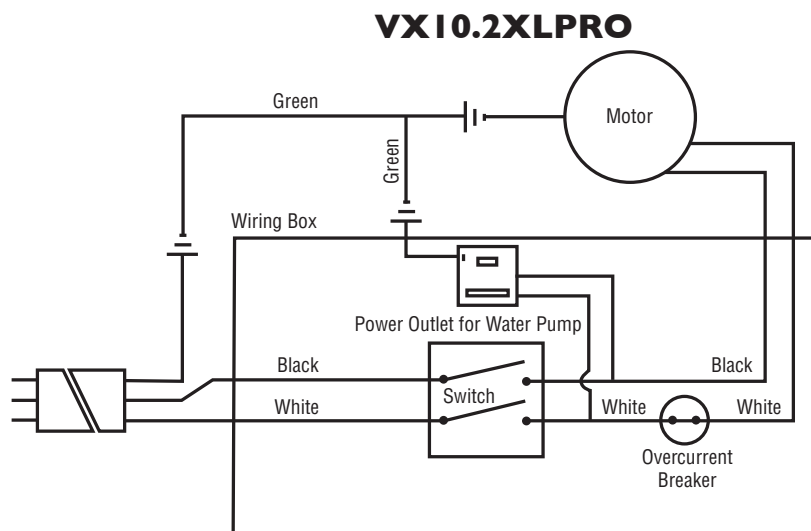 VX10.2XLPRO
Green
Motor
Green
Wiring Box
Power Outlet for Water Pump
Black
Black
Switch
White
White
White
Overcurrent
Breaker